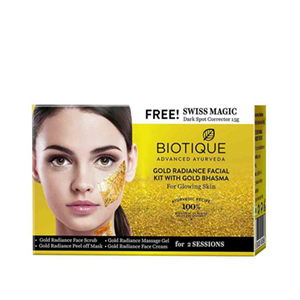 FREE! SWISS MAGIC
Dark Spot Corrector 15g
BIOTIQUE
ADVANCED AYURVEDA
GOLD RADIANCE FACIAL
KIT WITH GOLD BHASMA
For Glowing Skin
AYURVEDIC RECIPE
100%
• Gold Radiance Face Scrub • Gold Radiance Massage Gel
• Gold Radiance Peel off Mask • Gold Radiance Face Cream
for 2 SESSIONS